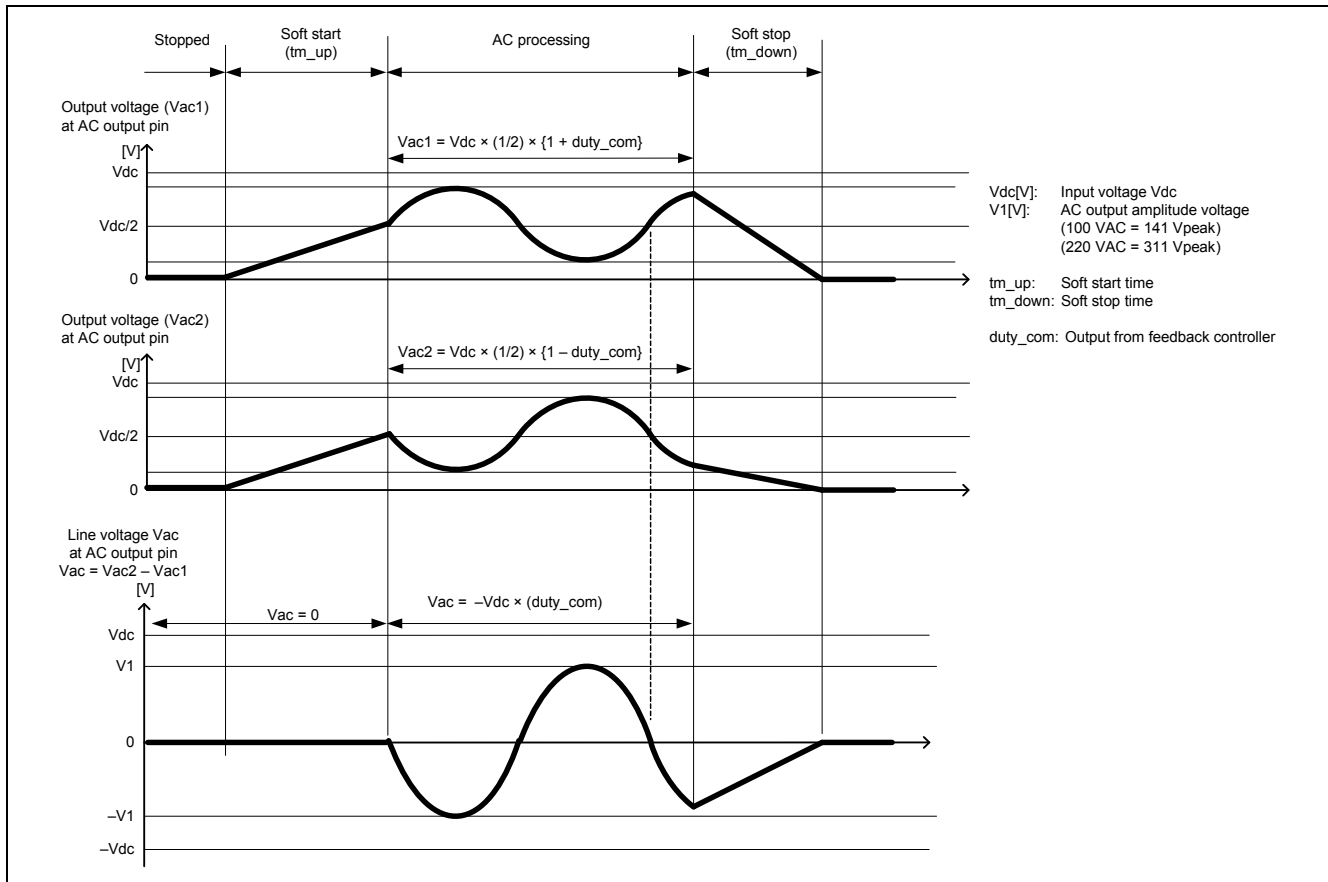 Stopped
Soft start
(tm_up)
AC processing
Soft stop
(tm_down)
Output voltage (Vac1)
at AC output pin
[V]
Vac1 = Vdc × (1/2) × {1 + duty_com}
Vdc
Vdc/2
0
Vdc[V]: Input voltage Vdc
V1[V]: AC output amplitude voltage
(100 VAC = 141 Vpeak)
(220 VAC = 311 Vpeak)
tm_up: Soft start time
tm_down: Soft stop time
duty_com: Output from feedback controller
Output voltage (Vac2)
at AC output pin
[V]
Vac2 = Vdc × (1/2) × {1 – duty_com}
Vdc
Vdc/2
0
Line voltage Vac
at AC output pin
Vac = Vac2 – Vac1
[V]
Vac = 0
Vac = –Vdc × (duty_com)
Vdc
V1
0
–V1
–Vdc